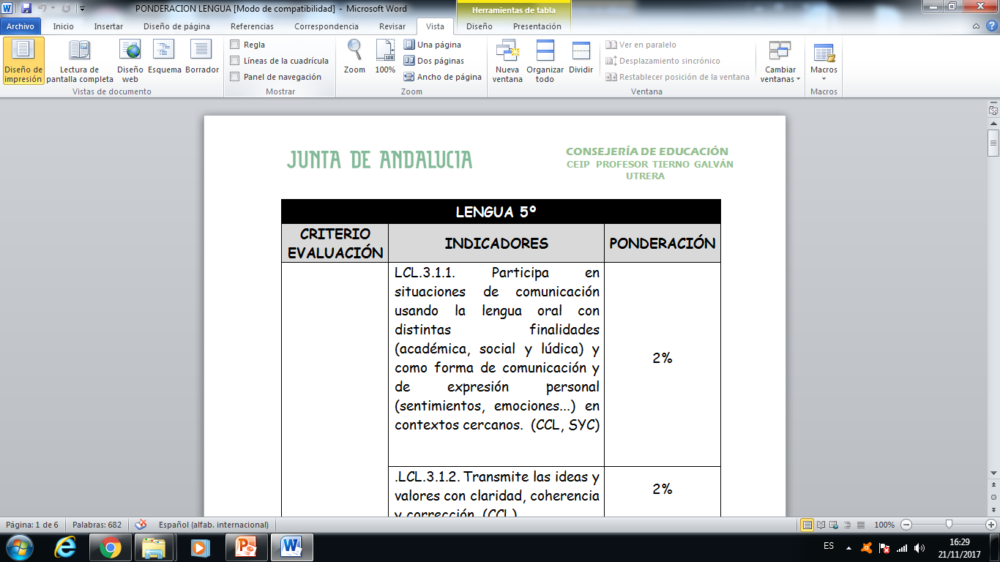 PONDERACION LENGUA [Modo de compatibilidad] - Microsoft Word
Herramientas de tabla
Archivo Inicio Insertar Diseño de página Referencias Correspondencia Revisar Vista Diseño Presentación
Regla
Líneas de la cuadrícula
Panel de navegación
Una página
Dos páginas
Ancho de página
Ver en paralelo
Desplazamiento sincrónico
Restablecer posición de la ventana
Diseño de impresión
Lectura de pantalla completa
Diseño web
Esquema
Borrador
Zoom
100%
Nueva ventana
Organizar todo
Dividir
Cambiar ventanas
Macros
Vistas de documento Mostrar Zoom Ventana Macros
JUNTA DE ANDALUCIA
CONSEJERÍA DE EDUCACIÓN
CEIP PROFESOR TIERNO GALVÁN
UTRERA
LENGUA 5º
CRITERIO
EVALUACIÓN
INDICADORES
PONDERACIÓN
LCL.3.1.1. Participa en
situaciones de comunicación
usando la lengua oral con
distintas finalidades
(académica, social y lúdica) y
como forma de comunicación y
de expresión personal
(sentimientos, emociones...) en
contextos cercanos. (CCL, SYC)
2%
.LCL.3.1.2. Transmite las ideas y
valores con claridad, coherencia
y corrección. (CCL)
2%
Página: 1 de 6 Palabras: 682 Español (alfab. internacional) 100%
ES
16:29
21/11/2017